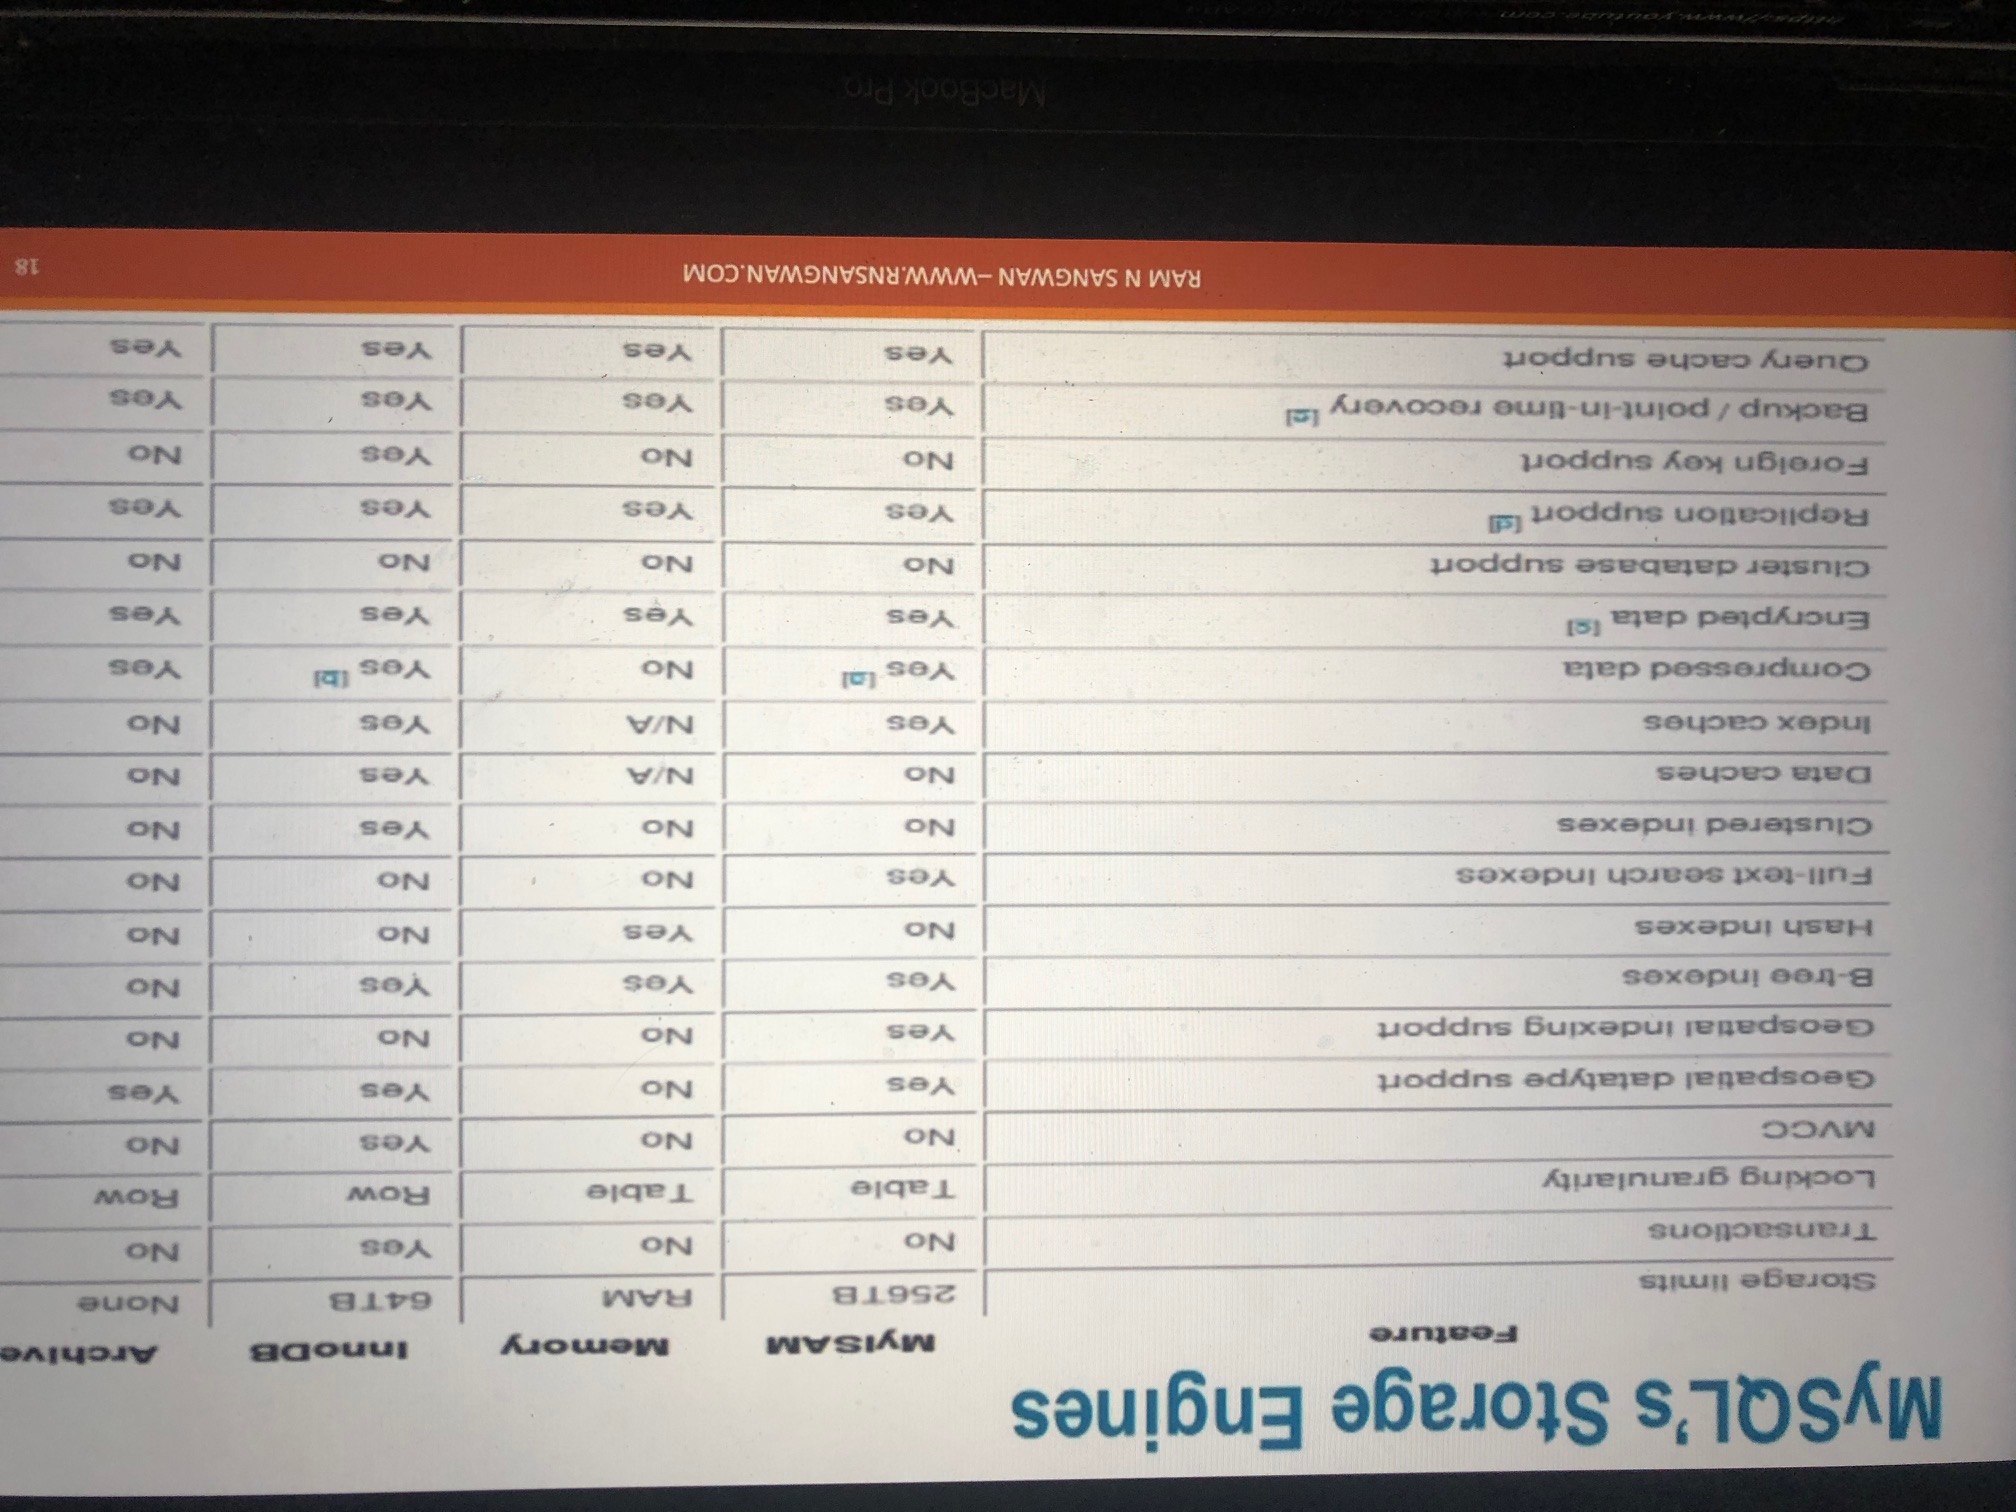 MySQL's Storage Engines
Feature MyISAM Memory InnoDB Archive
Storage limits 256TB RAM 64TB None
Transactions No No Yes No
Locking granularity Table Table Row Row
MVCC No No Yes No
Geospatial datatype support Yes No Yes Yes
Geospatial indexing support Yes No No No
B-tree indexes Yes Yes Yes No
Hash indexes No Yes No No
Full-text search indexes Yes No No No
Clustered indexes No No Yes No
Data caches No N/A Yes No
Index caches Yes N/A Yes No
Compressed data Yes [a] No Yes [b] Yes
Encrypted data [c] Yes Yes Yes Yes
Cluster database support No No No No
Replication support [d] Yes Yes Yes Yes
Foreign key support No No Yes No
Backup / point-in-time recovery [e] Yes Yes Yes Yes
Query cache support Yes Yes Yes Yes
RAM N SANGWAN –WWW.RNSANGWAN.COM
18
MacBook Pro
https://www.youtube.com